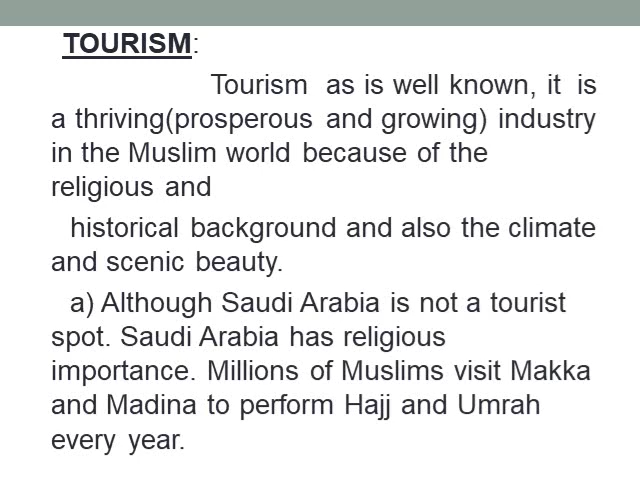 TOURISM:
Tourism as is well known, it is
a thriving(prosperous and growing) industry
in the Muslim world because of the
religious and
historical background and also the climate
and scenic beauty.
a) Although Saudi Arabia is not a tourist
spot. Saudi Arabia has religious
importance. Millions of Muslims visit Makka
and Madina to perform Hajj and Umrah
every year.